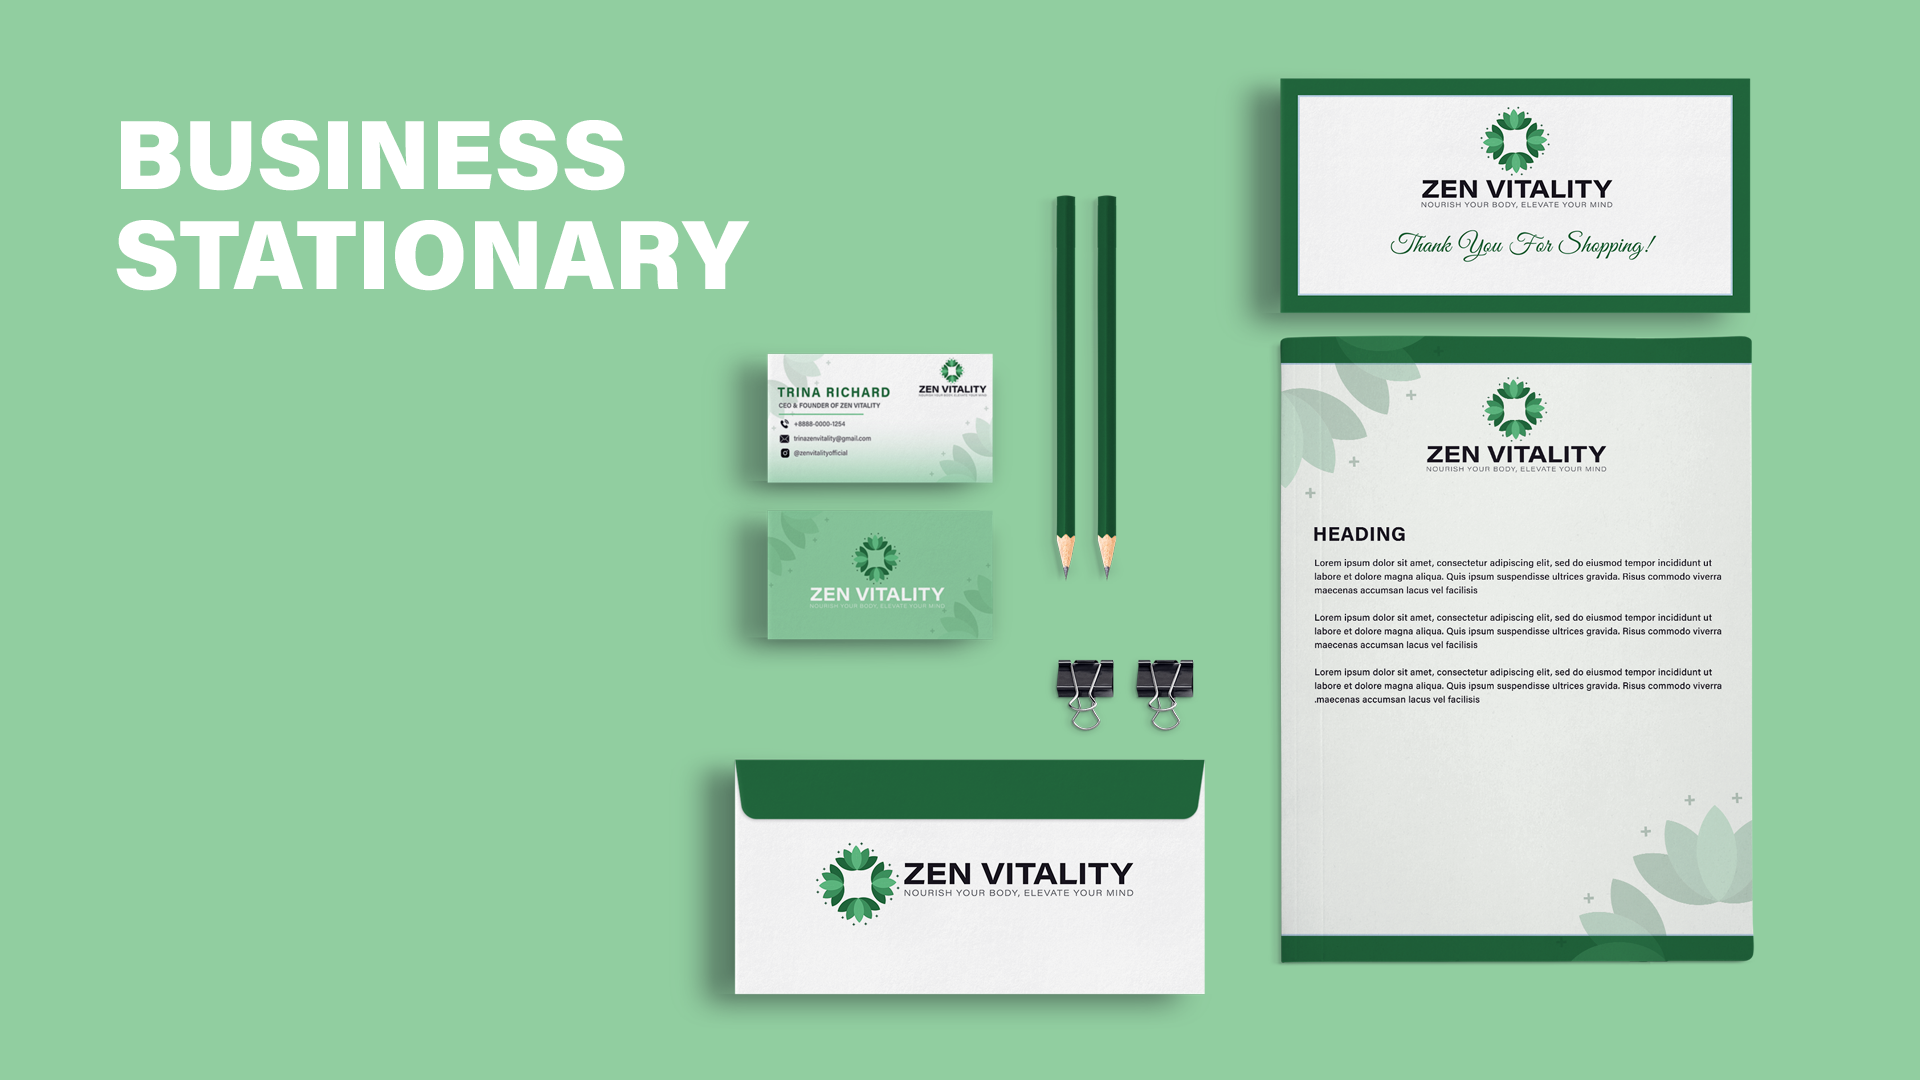 BUSINESS
STATIONARY
ZEN VITALITY
NOURISH YOUR BODY, ELEVATE YOUR MIND
Thank You For Shopping!
TRINA RICHARD
CEO & FOUNDER OF ZEN VITALITY
+8888-0000-1254
trinazenvitality@gmail.com
@zenvitalityofficial
ZEN VITALITY
NOURISH YOUR BODY, ELEVATE YOUR MIND
ZEN VITALITY
NOURISH YOUR BODY, ELEVATE YOUR MIND
ZEN VITALITY
NOURISH YOUR BODY, ELEVATE YOUR MIND
ZEN VITALITY
NOURISH YOUR BODY, ELEVATE YOUR MIND
HEADING
Lorem ipsum dolor sit amet, consectetur adipiscing elit, sed do eiusmod tempor incididunt ut
labore et dolore magna aliqua. Quis ipsum suspendisse ultrices gravida. Risus commodo viverra
maecenas accumsan lacus vel facilisis
Lorem ipsum dolor sit amet, consectetur adipiscing elit, sed do eiusmod tempor incididunt ut
labore et dolore magna aliqua. Quis ipsum suspendisse ultrices gravida. Risus commodo viverra
maecenas accumsan lacus vel facilisis
Lorem ipsum dolor sit amet, consectetur adipiscing elit, sed do eiusmod tempor incididunt ut
labore et dolore magna aliqua. Quis ipsum suspendisse ultrices gravida. Risus commodo viverra
.maecenas accumsan lacus vel facilisis